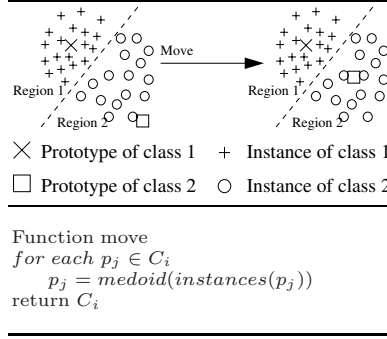 Move
Region 1
Region 1
Region 2
Region 2
Prototype of class 1 Instance of class 1
Prototype of class 2 Instance of class 2
Function move
for each pj ∈ Ci
pj = medoid(instances(pj))
return Ci